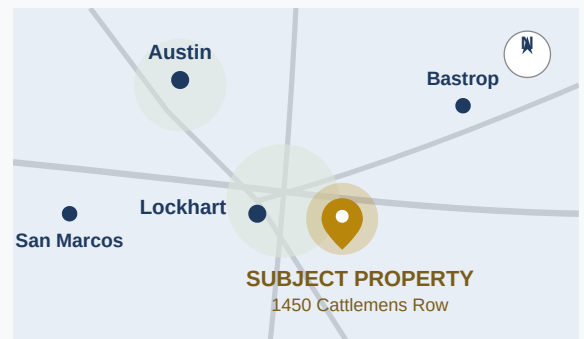 Austin
N
Bastrop
Lockhart
San Marcos
SUBJECT PROPERTY
1450 Cattlemens Row